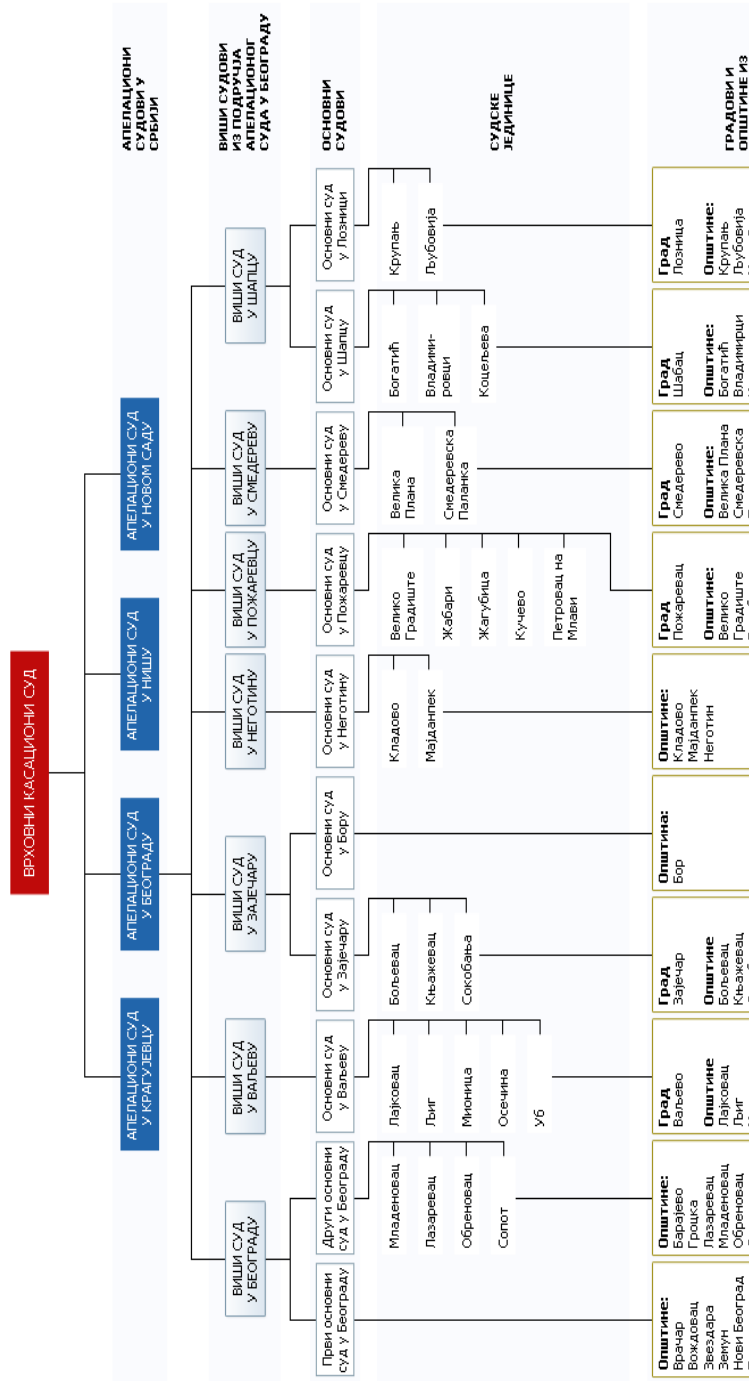 ВРХОВНИ КАСАЦИОНИ СУД
АПЕЛАЦИОНИ СУД
У КРАГУЈЕВЦУ
АПЕЛАЦИОНИ СУД
У БЕОГРАДУ
АПЕЛАЦИОНИ СУД
У НИШУ
АПЕЛАЦИОНИ СУД
У НОВОМ САДУ
АПЕЛАЦИОНИ
СУДОВИ У
СРБИЈИ
ВИШИ СУД
У БЕОГРАДУ
ВИШИ СУД
У ВАЉЕВУ
ВИШИ СУД
У ЗАЈЕЧАРУ
ВИШИ СУД
У НЕГОТИНУ
ВИШИ СУД
У ПОЖАРЕВЦУ
ВИШИ СУД
У СМЕДЕРЕВУ
ВИШИ СУД
У ШАПЦУ
ВИШИ СУДОВИ
ИЗ ПОДРУЧЈА
АПЕЛАЦИОНОГ
СУДА У БЕОГРАДУ
Први основни
суд у Београду
Други основни
суд у Београду
Основни суд
у Ваљеву
Основни суд
у Зајечару
Основни суд
у Бору
Основни суд
у Неготину
Основни суд
у Пожаревцу
Основни суд
у Смедереву
Основни суд
у Шапцу
Основни суд
у Лозници
ОСНОВНИ
СУДОВИ
Младеновац
Лазаревац
Обреновац
Сопот
Лајковац
Љиг
Мионица
Осечина
Уб
Бољевац
Књажевац
Сокобања
Кладово
Мајданпек
Велико
Градиште
Жабари
Жагубица
Кучево
Петровац на
Млави
Велика
Плана
Смедеревска
Паланка
Богатић
Владими-
ровци
Коцељева
Крупањ
Љубовија
СУДСКЕ
ЈЕДИНИЦЕ
Општине:
Врачар
Вождовац
Звездара
Земун
Нови Београд
Општине:
Барајево
Гроцка
Лазаревац
Младеновац
Обреновац
Град
Ваљево
Општине
Лајковац
Љиг
Град
Зајечар
Општине
Бољевац
Књажевац
Општина:
Бор
Општине:
Кладово
Мајданпек
Неготин
Град
Пожаревац
Општине:
Велико
Градиште
Град
Смедерево
Општине:
Велика Плана
Смедеревска
Град
Шабац
Општине:
Богатић
Владимирци
Град
Лозница
Општине:
Крупањ
Љубовија
ГРАДОВИ И
ОПШТИНЕ ИЗ